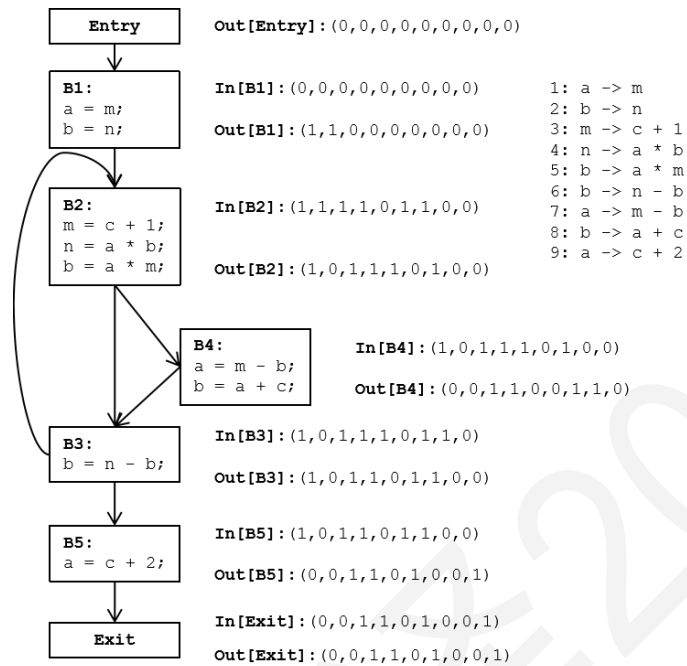 Entry
Out[Entry]:(0,0,0,0,0,0,0,0,0)
B1:
a = m;
b = n;
In[B1]:(0,0,0,0,0,0,0,0,0)
Out[B1]:(1,1,0,0,0,0,0,0,0)
1: a -> m
2: b -> n
3: m -> c + 1
4: n -> a * b
5: b -> a * m
6: b -> n - b
7: a -> m - b
8: b -> a + c
9: a -> c + 2
B2:
m = c + 1;
n = a * b;
b = a * m;
In[B2]:(1,1,1,1,0,1,1,0,0)
Out[B2]:(1,0,1,1,1,0,1,0,0)
B4:
a = m - b;
b = a + c;
In[B4]:(1,0,1,1,1,0,1,0,0)
Out[B4]:(0,0,1,1,0,0,1,1,0)
B3:
b = n - b;
In[B3]:(1,0,1,1,1,0,1,1,0)
Out[B3]:(1,0,1,1,0,1,1,0,0)
B5:
a = c + 2;
In[B5]:(1,0,1,1,0,1,1,0,0)
Out[B5]:(0,0,1,1,0,1,0,0,1)
Exit
In[Exit]:(0,0,1,1,0,1,0,0,1)
Out[Exit]:(0,0,1,1,0,1,0,0,1)